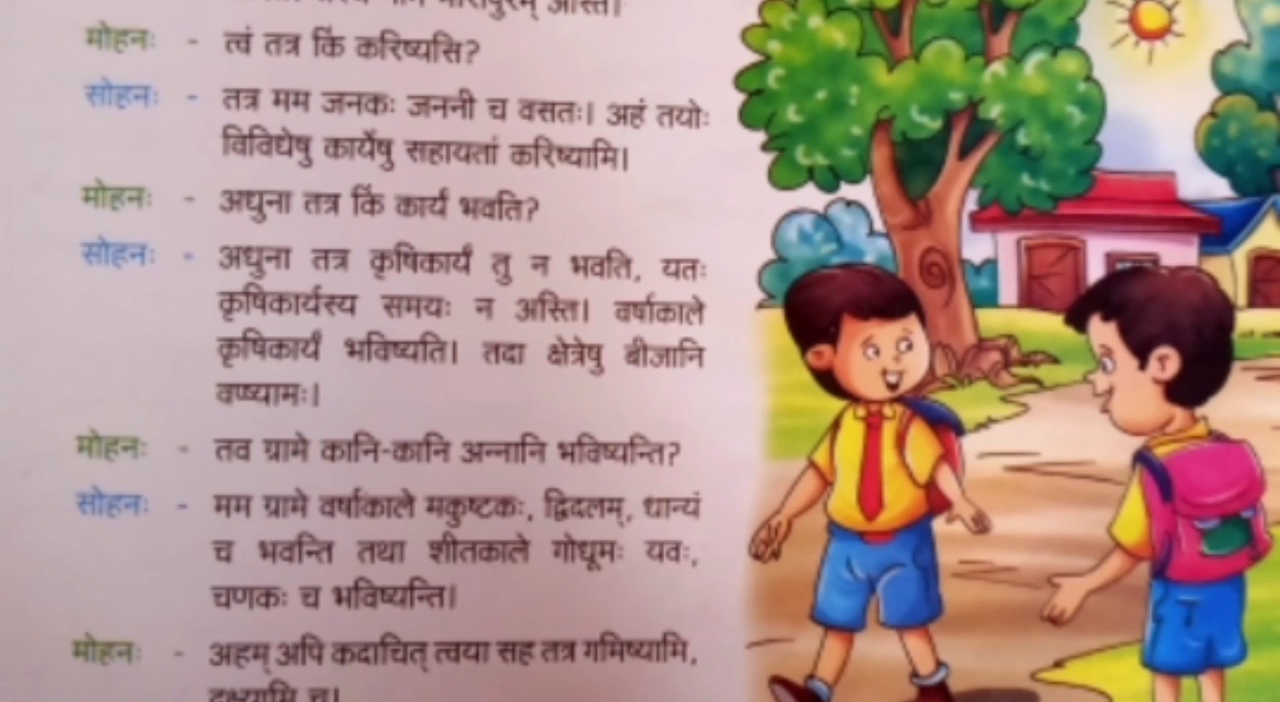 अस्ति।
मोहनः - त्वं तत्र किं करिष्यसि?
सोहनः - तत्र मम जनकः जननी च वसतः। अहं तयोः
विविधेषु कार्येषु सहायतां करिष्यामि।
मोहनः - अधुना तत्र किं कार्यं भवति?
सोहनः - अधुना तत्र कृषिकार्यं तु न भवति, यतः
कृषिकार्यस्य समयः न अस्ति। वर्षाकाले
कृषिकार्यं भविष्यति। तदा क्षेत्रेषु बीजानि
वप्स्यामः।
मोहनः - तव ग्रामे कानि-कानि अन्नानि भविष्यन्ति?
सोहनः - मम ग्रामे वर्षाकाले मकुष्टकः, द्विदलम्, धान्यं
च भवन्ति तथा शीतकाले गोधूमः यवः,
चणकः च भविष्यन्ति।
मोहनः - अहम् अपि कदाचित् त्वया सह तत्र गमिष्यामि,
च।